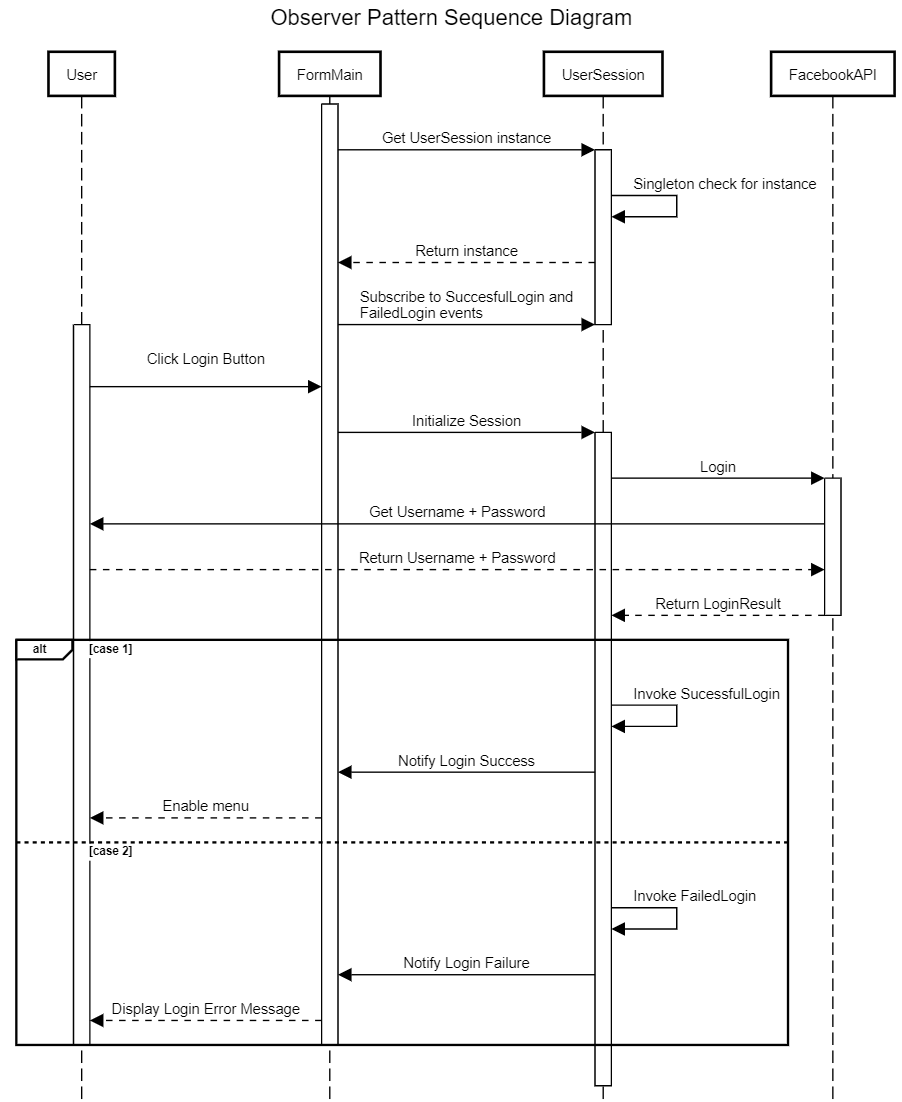 Observer Pattern Sequence Diagram
User
FormMain
UserSession
FacebookAPI
Get UserSession instance
Singleton check for instance
Return instance
Subscribe to SuccesfulLogin and
FailedLogin events
Click Login Button
Initialize Session
Login
Get Username + Password
Return Username + Password
Return LoginResult
alt
[case 1]
Invoke SucessfulLogin
Notify Login Success
Enable menu
[case 2]
Invoke FailedLogin
Notify Login Failure
Display Login Error Message